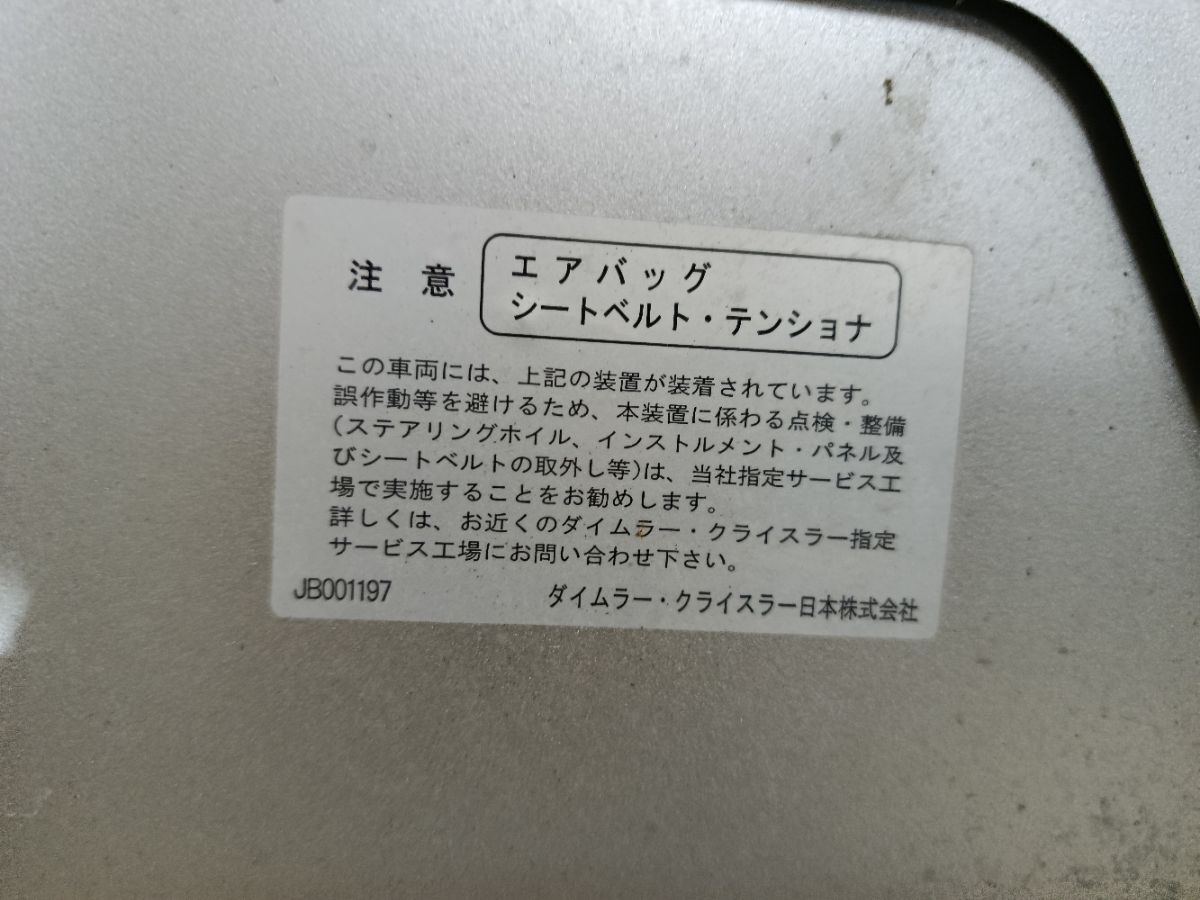 注意
エアバッグ
シートベルト・テンショナ
この車両には、上記の装置が装着されています。
誤作動等を避けるため、本装置に係わる点検・整備
(ステアリングホイル、インストルメント・パネル及
びシートベルトの取外し等)は、当社指定サービス工
場で実施することをお勧めします。
詳しくは、お近くのダイムラー・クライスラー指定
サービス工場にお問い合わせ下さい。
JB001197 ダイムラー・クライスラー日本株式会社